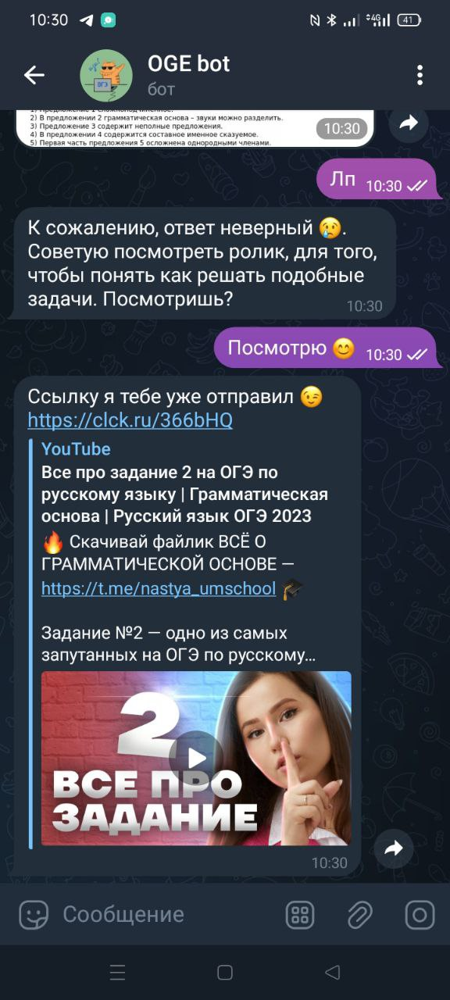 10:30
4G
41
OGE bot
бот
ОГЭ
2) В предложении 2 грамматическая основа – звуки можно разделить.
3) Предложение 3 содержит неполные предложения.
4) В предложении 4 содержится составное именное сказуемое.
5) Первая часть предложения 5 осложнена однородными членами.
10:30
Лп 10:30
К сожалению, ответ неверный 😢.
Советую посмотреть ролик, для того,
чтобы понять как решать подобные
задачи. Посмотришь?
10:30
Посмотрю 😊 10:30
Ссылку я тебе уже отправил 😉
https://clck.ru/366bHQ
YouTube
Все про задание 2 на ОГЭ по
русскому языку | Грамматическая
основа | Русский язык ОГЭ 2023
🔥 Скачивай файлик ВСЁ О
ГРАММАТИЧЕСКОЙ ОСНОВЕ —
https://t.me/nastya_umschool 🎓
Задание №2 — одно из самых
запутанных на ОГЭ по русскому...
2
ВСЕ ПРО
ЗАДАНИЕ
10:30
Сообщение